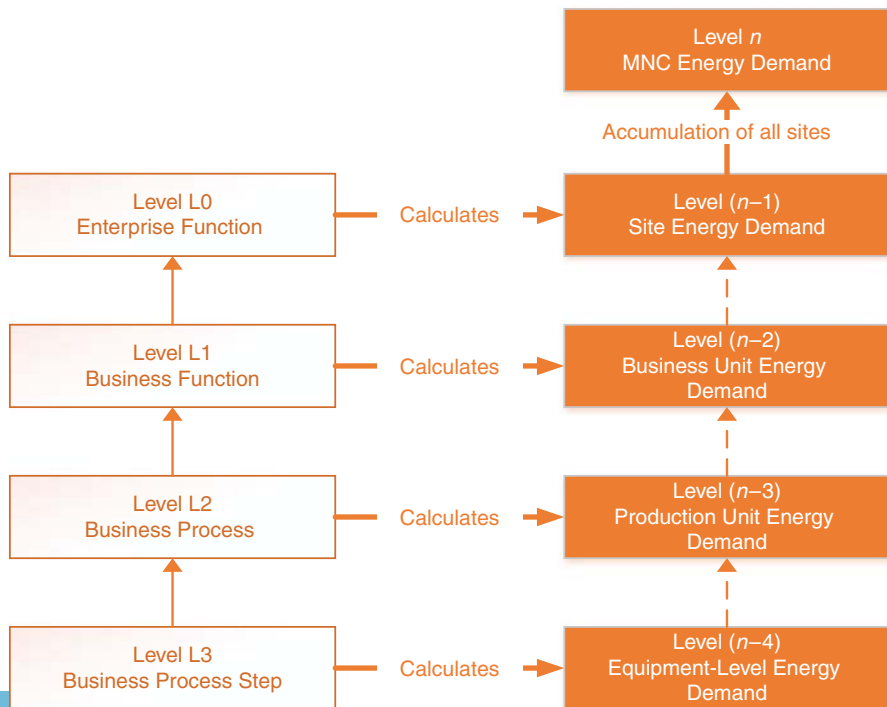 Level n
MNC Energy Demand
Accumulation of all sites
Level L0
Enterprise Function
Calculates
Level (n–1)
Site Energy Demand
Level L1
Business Function
Calculates
Level (n–2)
Business Unit Energy
Demand
Level L2
Business Process
Calculates
Level (n–3)
Production Unit Energy
Demand
Level L3
Business Process Step
Calculates
Level (n–4)
Equipment-Level Energy
Demand